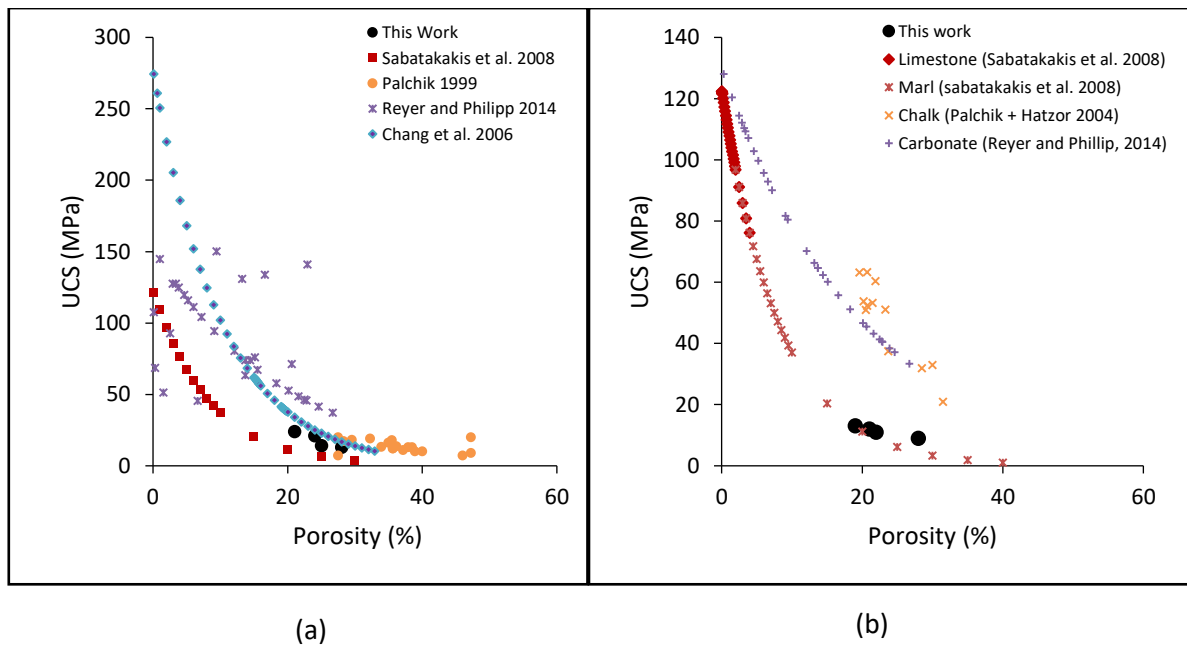 This Work
Sabatakakis et al. 2008
Palchik 1999
Reyer and Philipp 2014
Chang et al. 2006
300
250
200
150
100
50
0
0 20 40 60
UCS (MPa)
Porosity (%)
(a)
This work
Limestone (Sabatakakis et al. 2008)
Marl (sabatakakis et al. 2008)
Chalk (Palchik + Hatzor 2004)
Carbonate (Reyer and Phillip, 2014)
140
120
100
80
60
40
20
0
0 20 40 60
UCS (MPa)
Porosity (%)
(b)